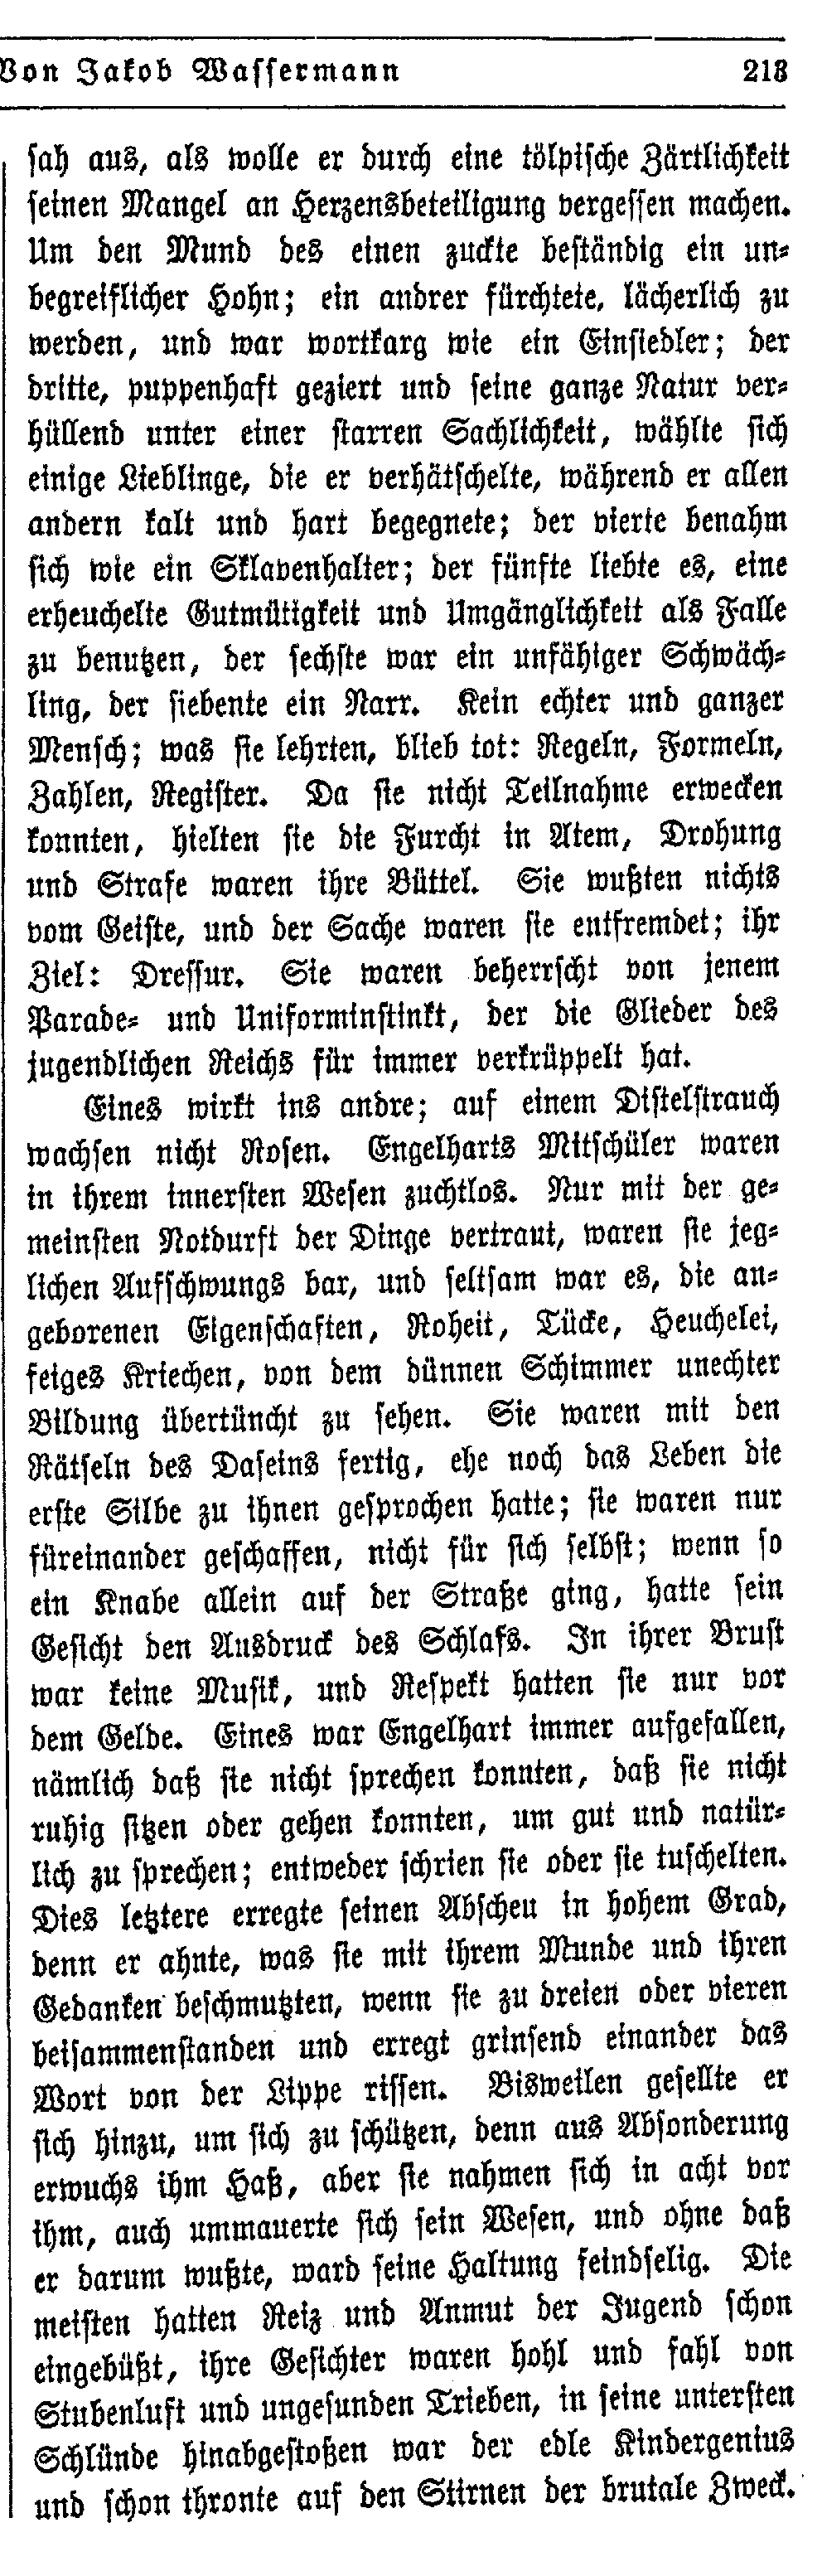 Von Jakob Wassermann 213
sah aus, als wolle er durch eine tölpische Zärtlichkeit
seinen Mangel an Herzensbeteiligung vergessen machen.
Um den Mund des einen zuckte beständig ein un-
begreiflicher Hohn; ein andrer fürchtete, lächerlich zu
werden, und war wortkarg wie ein Einsiedler; der
dritte, puppenhaft geziert und seine ganze Natur ver-
hüllend unter einer starren Sachlichkeit, wählte sich
einige Lieblinge, die er verhätschelte, während er allen
andern kalt und hart begegnete; der vierte benahm
sich wie ein Sklavenhalter; der fünfte liebte es, eine
erheuchelte Gutmütigkeit und Umgänglichkeit als Falle
zu benutzen, der sechste war ein unfähiger Schwäch-
ling, der siebente ein Narr. Kein echter und ganzer
Mensch; was sie lehrten, blieb tot: Regeln, Formeln,
Zahlen, Register. Da sie nicht Teilnahme erwecken
konnten, hielten sie die Furcht in Atem, Drohung
und Strafe waren ihre Büttel. Sie wußten nichts
vom Geiste, und der Sache waren sie entfremdet; ihr
Ziel: Dressur. Sie waren beherrscht von jenem
Parade- und Uniforminstinkt, der die Glieder des
jugendlichen Reichs für immer verkrüppelt hat.
Eines wirkt ins andre; auf einem Distelstrauch
wachsen nicht Rosen. Engelharts Mitschüler waren
in ihrem innersten Wesen zuchtlos. Nur mit der ge-
meinsten Notdurft der Dinge vertraut, waren sie jeg-
lichen Aufschwungs bar, und seltsam war es, die an-
geborenen Eigenschaften, Roheit, Tücke, Heuchelei,
feiges Kriechen, von dem dünnen Schimmer unechter
Bildung übertüncht zu sehen. Sie waren mit den
Rätseln des Daseins fertig, ehe noch das Leben die
erste Silbe zu ihnen gesprochen hatte; sie waren nur
füreinander geschaffen, nicht für sich selbst; wenn so
ein Knabe allein auf der Straße ging, hatte sein
Gesicht den Ausdruck des Schlafs. In ihrer Brust
war keine Musik, und Respekt hatten sie nur vor
dem Gelde. Eines war Engelhart immer aufgefallen,
nämlich daß sie nicht sprechen konnten, daß sie nicht
ruhig sitzen oder gehen konnten, um gut und natür-
lich zu sprechen; entweder schrien sie oder sie tuschelten.
Dies letztere erregte seinen Abscheu in hohem Grad,
denn er ahnte, was sie mit ihrem Munde und ihren
Gedanken beschmutzten, wenn sie zu dreien oder vieren
beisammenstanden und erregt grinsend einander das
Wort von der Lippe rissen. Bisweilen gesellte er
sich hinzu, um sich zu schützen, denn aus Absonderung
erwuchs ihm Haß, aber sie nahmen sich in acht vor
ihm, auch ummauerte sich sein Wesen, und ohne daß
er darum wußte, ward seine Haltung feindselig. Die
meisten hatten Reiz und Anmut der Jugend schon
eingebüßt, ihre Gesichter waren hohl und fahl von
Stubenluft und ungesunden Trieben, in seine untersten
Schlünde hinabgestoßen war der edle Kindergenius
und schon thronte auf den Stirnen der brutale Zweck.